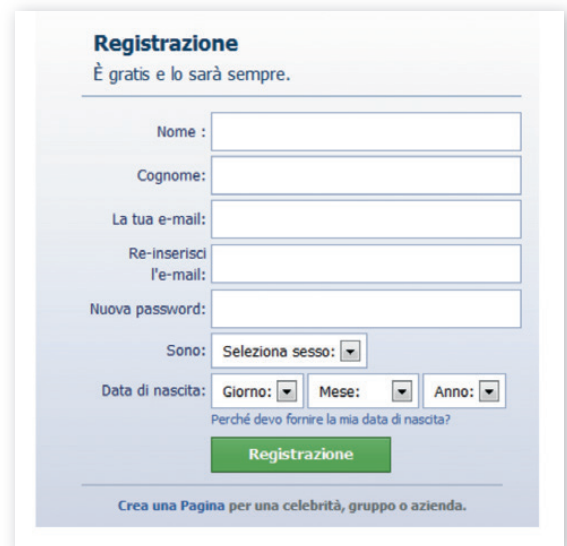 Registrazione
È gratis e lo sarà sempre.
Nome :
Cognome:
La tua e-mail:
Re-inserisci
l'e-mail:
Nuova password:
Sono: Seleziona sesso:
Data di nascita: Giorno: Mese: Anno:
Perché devo fornire la mia data di nascita?
Registrazione
Crea una Pagina per una celebrità, gruppo o azienda.